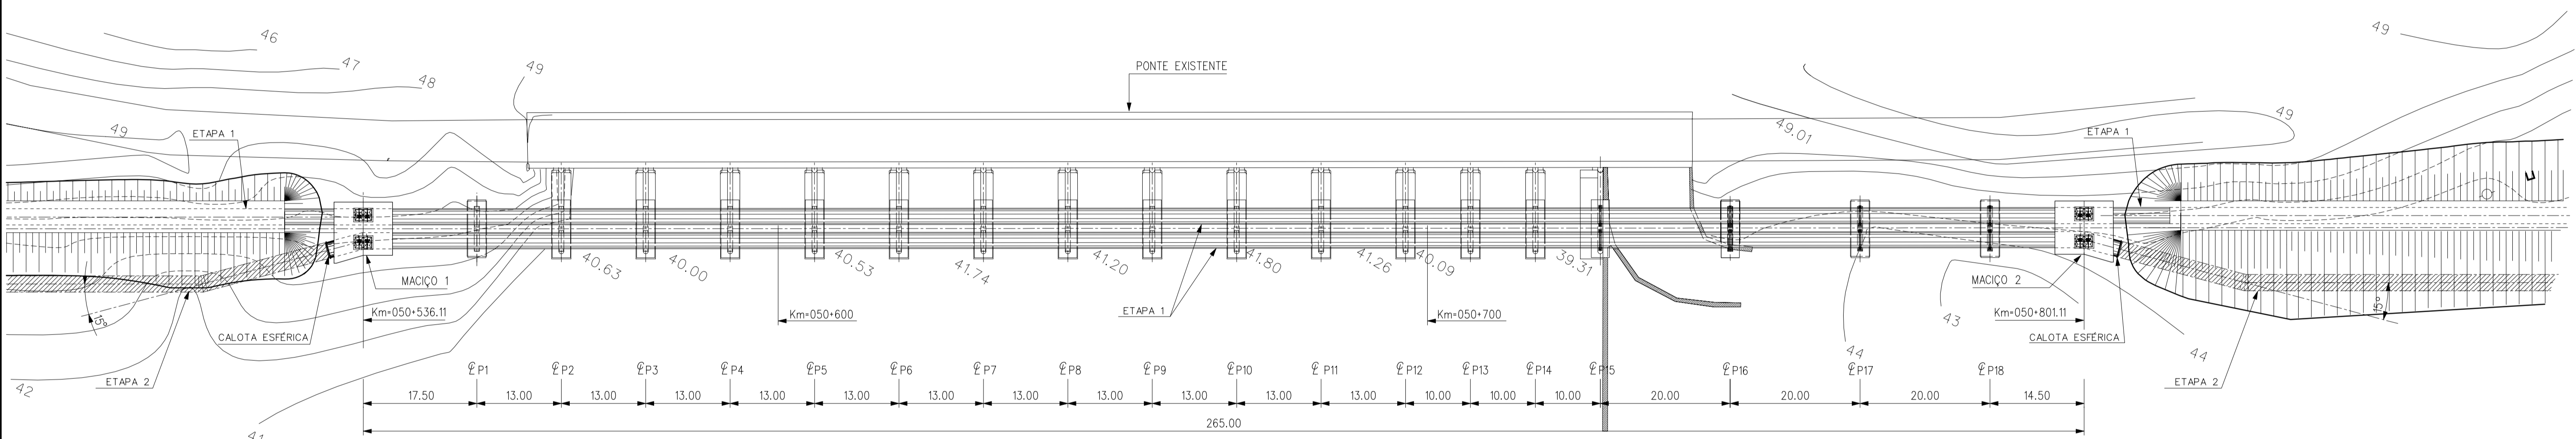 46
47
48
49
49
49
49
49.01
PONTE EXISTENTE
ETAPA 1
ETAPA 1
40.63
40.00
40.53
41.74
41.20
41.80
41.26
40.09
39.31
MACIÇO 1
MACIÇO 2
Km=050+536.11
Km=050+600
ETAPA 1
Km=050+700
Km=050+801.11
43
44
44
15°
15°
CALOTA ESFÉRICA
CALOTA ESFÉRICA
ETAPA 2
ETAPA 2
42
41
℄ P1 ℄ P2 ℄ P3 ℄ P4 ℄ P5 ℄ P6 ℄ P7 ℄ P8 ℄ P9 ℄ P10 ℄ P11 ℄ P12 ℄ P13 ℄ P14 ℄ P15 ℄ P16 ℄ P17 ℄ P18
17.50 13.00 13.00 13.00 13.00 13.00 13.00 13.00 13.00 13.00 13.00 13.00 10.00 10.00 10.00 20.00 20.00 20.00 14.50
265.00